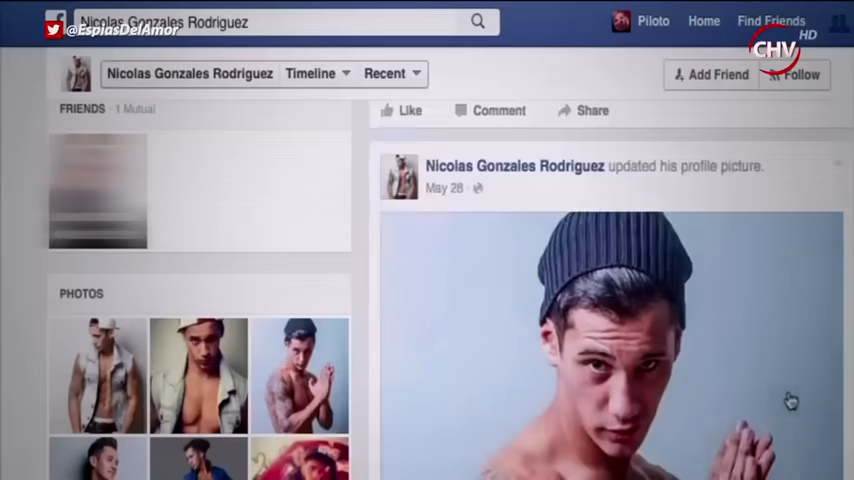 Nicolas Gonzales Rodriguez
@EspiasDelAmor
Piloto
Home
Find Friends
HD
CHV
Nicolas Gonzales Rodriguez
Timeline
Recent
Add Friend
Follow
FRIENDS · 1 Mutual
Like
Comment
Share
Nicolas Gonzales Rodriguez updated his profile picture.
May 28
PHOTOS